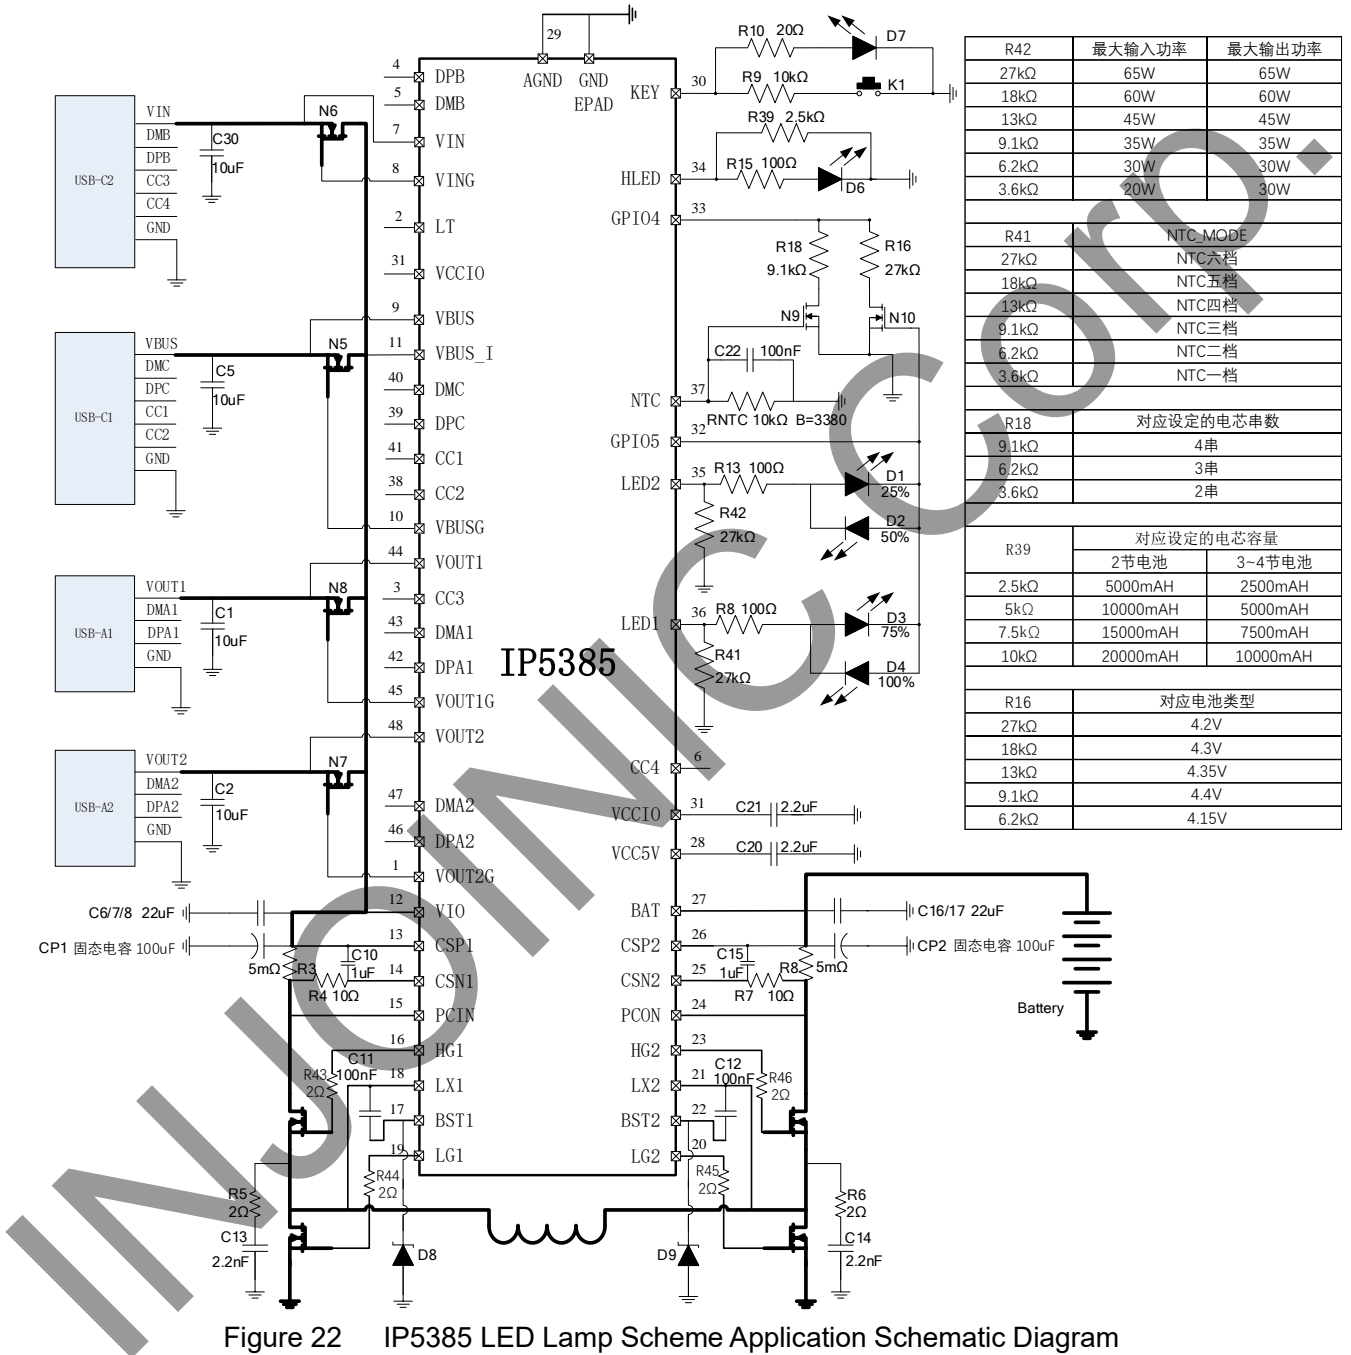 29
AGND
GND
EPAD
IP5385
USB-C2
VIN
DMB
DPB
CC3
CC4
GND
C30
10uF
N6
USB-C1
VBUS
DMC
DPC
CC1
CC2
GND
C5
10uF
N5
USB-A1
VOUT1
DMA1
DPA1
GND
C1
10uF
N8
USB-A2
VOUT2
DMA2
DPA2
GND
C2
10uF
N7
4 DPB
5 DMB
7 VIN
8 VING
2 LT
31 VCCIO
9 VBUS
11 VBUS_I
40 DMC
39 DPC
41 CC1
38 CC2
10 VBUSG
44 VOUT1
3 CC3
43 DMA1
42 DPA1
45 VOUT1G
48 VOUT2
47 DMA2
46 DPA2
1 VOUT2G
12 VIO
13 CSP1
14 CSN1
15 PCIN
16 HG1
18 LX1
17 BST1
19 LG1
C6/7/8 22uF
CP1 固态电容 100uF
5mΩ R3
C10
1uF
R4 10Ω
R43
2Ω
C11
100nF
R44
2Ω
R5
2Ω
C13
2.2nF
D8
KEY 30
HLED 34
GPIO4 33
NTC 37
GPIO5 32
LED2 35
LED1 36
CC4 6
VCCIO 31
VCC5V 28
BAT 27
CSP2 26
CSN2 25
PCON 24
HG2 23
LX2 21
BST2 22
LG2 20
R10 20Ω
D7
R9 10kΩ
K1
R39 2.5kΩ
R15 100Ω
D6
R18
9.1kΩ
R16
27kΩ
N9
N10
C22 100nF
RNTC 10kΩ B=3380
R13 100Ω
D1
25%
R42
27kΩ
D2
50%
R8 100Ω
D3
75%
R41
27kΩ
D4
100%
C21 2.2uF
C20 2.2uF
C16/17 22uF
CP2 固态电容 100uF
C15
1uF
R8
5mΩ
R7 10Ω
Battery
C12
100nF
R46
2Ω
R45
2Ω
R6
2Ω
C14
2.2nF
D9
R42 最大输入功率 最大输出功率
27kΩ 65W 65W
18kΩ 60W 60W
13kΩ 45W 45W
9.1kΩ 35W 35W
6.2kΩ 30W 30W
3.6kΩ 20W 30W
R41 NTC_MODE
27kΩ NTC六档
18kΩ NTC五档
13kΩ NTC四档
9.1kΩ NTC三档
6.2kΩ NTC二档
3.6kΩ NTC一档
R18 对应设定的电芯串数
9.1kΩ 4串
6.2kΩ 3串
3.6kΩ 2串
R39 对应设定的电芯容量
2节电池 3~4节电池
2.5kΩ 5000mAH 2500mAH
5kΩ 10000mAH 5000mAH
7.5kΩ 15000mAH 7500mAH
10kΩ 20000mAH 10000mAH
R16 对应电池类型
27kΩ 4.2V
18kΩ 4.3V
13kΩ 4.35V
9.1kΩ 4.4V
6.2kΩ 4.15V
INJOINIC Corp.
Figure 22 IP5385 LED Lamp Scheme Application Schematic Diagram